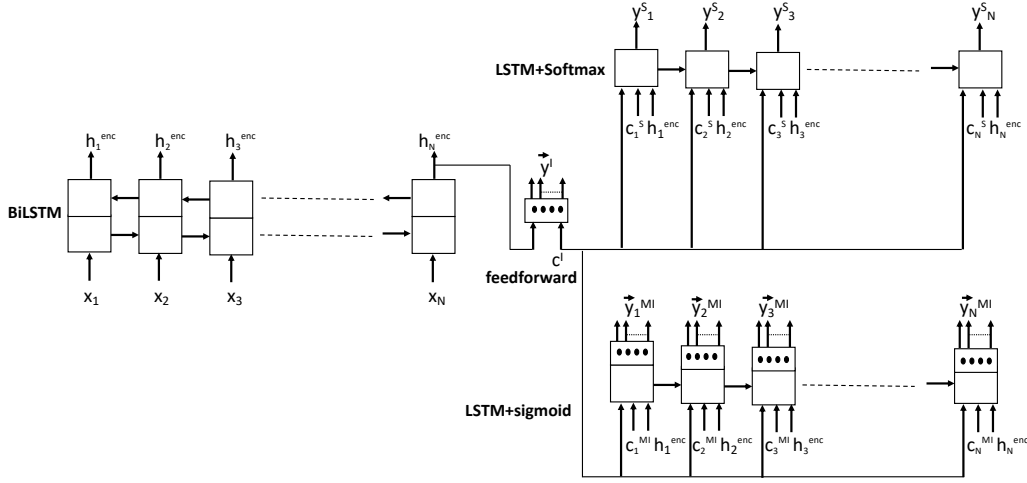 y^S_1 y^S_2 y^S_3 y^S_N
LSTM+Softmax
c_1^S h_1^enc c_2^S h_2^enc c_3^S h_3^enc c_N^S h_N^enc
h_1^enc h_2^enc h_3^enc h_N^enc
y^I
BiLSTM
c^I
feedforward
x_1 x_2 x_3 x_N
y_1^MI y_2^MI y_3^MI y_N^MI
LSTM+sigmoid
c_1^MI h_1^enc c_2^MI h_2^enc c_3^MI h_3^enc c_N^MI h_N^enc